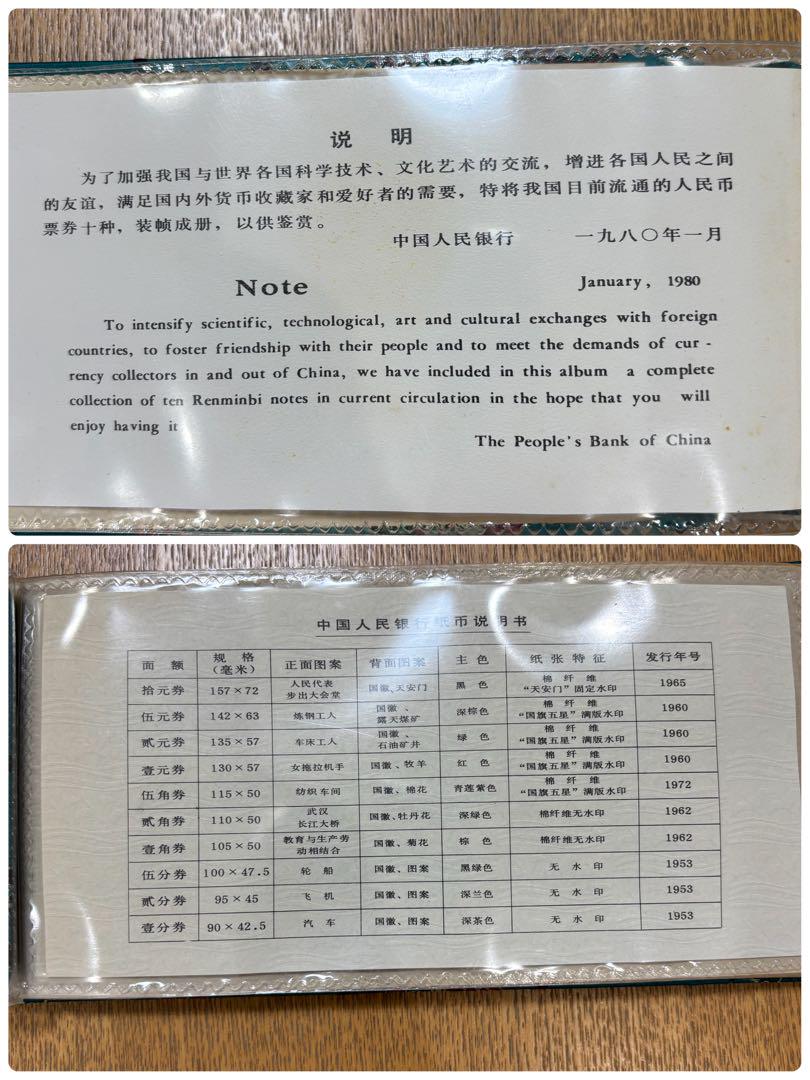 说 明
为了加强我国与世界各国科学技术、文化艺术的交流，增进各国人民之间
的友谊，满足国内外货币收藏家和爱好者的需要，特将我国目前流通的人民币
票券十种，装帧成册，以供鉴赏。
中国人民银行 一九八〇年一月
Note January, 1980
To intensify scientific, technological, art and cultural exchanges with foreign
countries, to foster friendship with their people and to meet the demands of cur -
rency collectors in and out of China, we have included in this album a complete
collection of ten Renminbi notes in current circulation in the hope that you will
enjoy having it
The People's Bank of China
中国人民银行纸币说明书
面 额 规 格（毫米） 正面图案 背面图案 主 色 纸 张 特 征 发行年号
拾元券 157×72 人民代表步出大会堂 国徽、天安门 黑 色 棉 纤 维“天安门”固定水印 1965
伍元券 142×63 炼钢工人 国徽、露天煤矿 深棕色 棉 纤 维“国旗五星”满版水印 1960
贰元券 135×57 车床工人 国徽、石油矿井 绿 色 棉 纤 维“国旗五星”满版水印 1960
壹元券 130×57 女拖拉机手 国徽、牧羊 红 色 棉 纤 维“国旗五星”满版水印 1960
伍角券 115×50 纺织车间 国徽、棉花 青莲紫色 棉 纤 维“国旗五星”满版水印 1972
贰角券 110×50 武汉长江大桥 国徽、牡丹花 深绿色 棉纤维无水印 1962
壹角券 105×50 教育与生产劳动相结合 国徽、菊花 棕 色 棉纤维无水印 1962
伍分券 100×47.5 轮 船 国徽、图案 黑绿色 无 水 印 1953
贰分券 95×45 飞 机 国徽、图案 深兰色 无 水 印 1953
壹分券 90×42.5 汽 车 国徽、图案 深茶色 无 水 印 1953